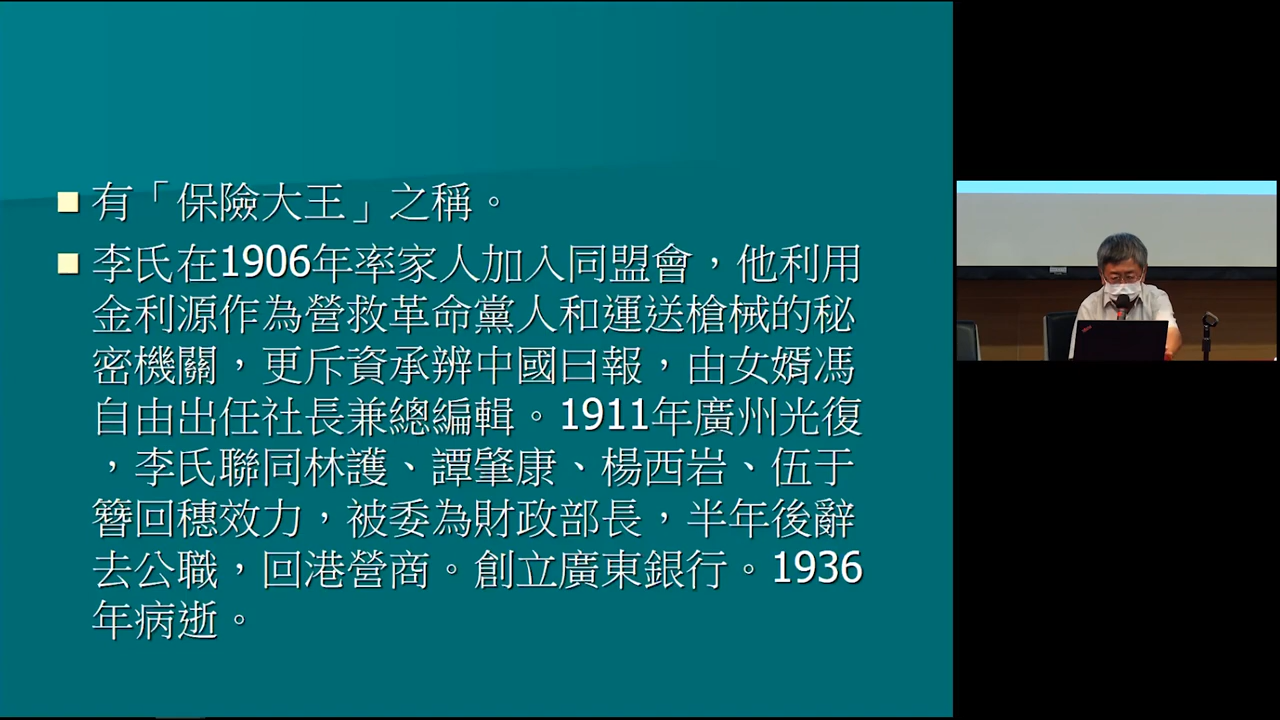 有「保險大王」之稱。
李氏在1906年率家人加入同盟會，他利用
金利源作為營救革命黨人和運送槍械的秘
密機關，更斥資承辨中國日報，由女婿馮
自由出任社長兼總編輯。1911年廣州光復
，李氏聯同林護、譚肇康、楊西岩、伍于
簪回穗效力，被委為財政部長，半年後辭
去公職，回港營商。創立廣東銀行。1936
年病逝。